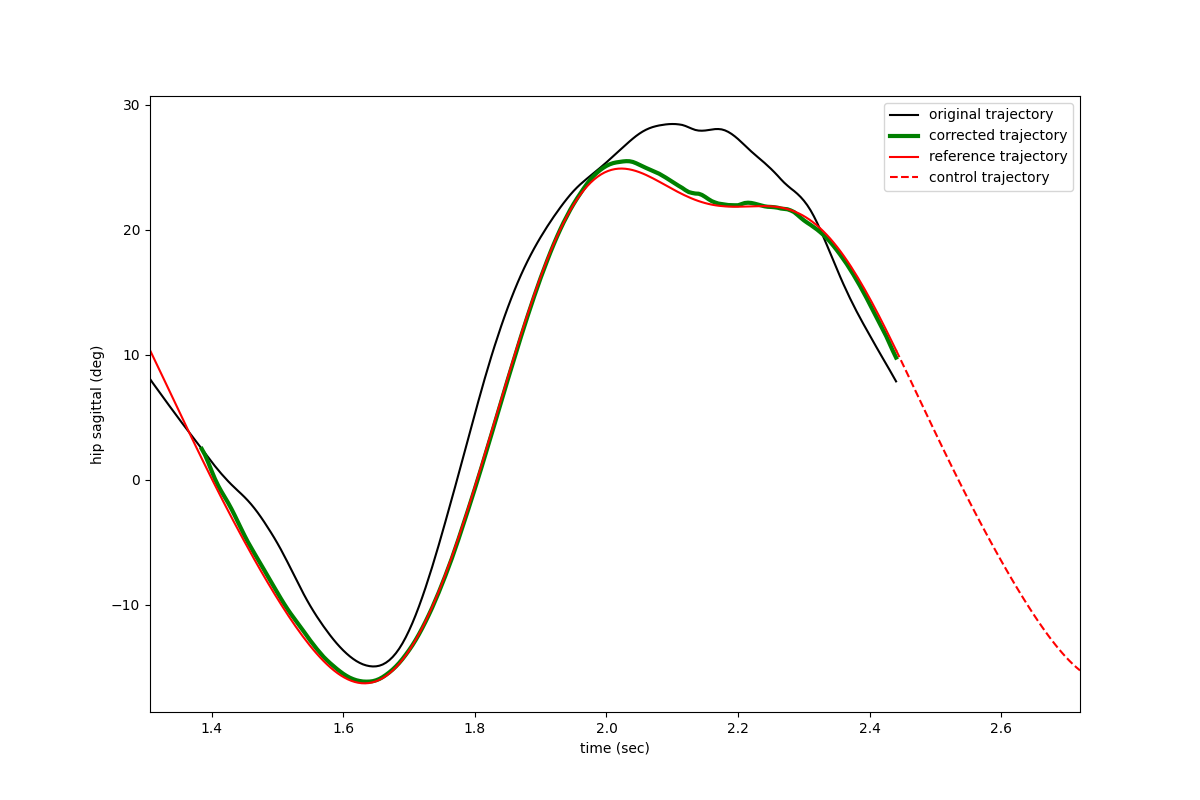 30
20
10
0
−10
hip sagittal (deg)
original trajectory
corrected trajectory
reference trajectory
control trajectory
1.4 1.6 1.8 2.0 2.2 2.4 2.6
time (sec)